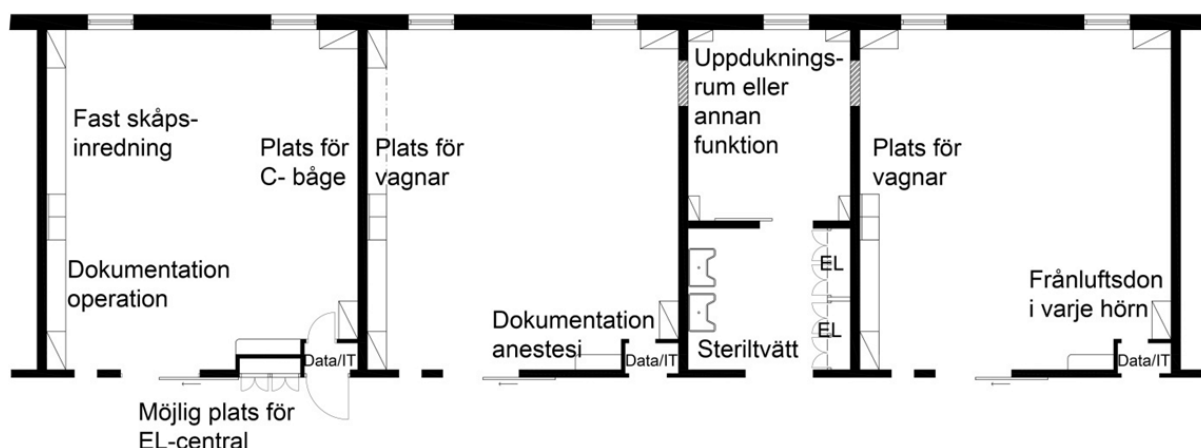 Fast skåps-
inredning
Plats för
C- båge
Dokumentation
operation
Data/IT
Möjlig plats för
EL-central
Plats för
vagnar
Dokumentation
anestesi
Data/IT
Uppduknings-
rum eller
annan
funktion
EL
EL
Steriltvätt
Plats för
vagnar
Frånluftsdon
i varje hörn
Data/IT